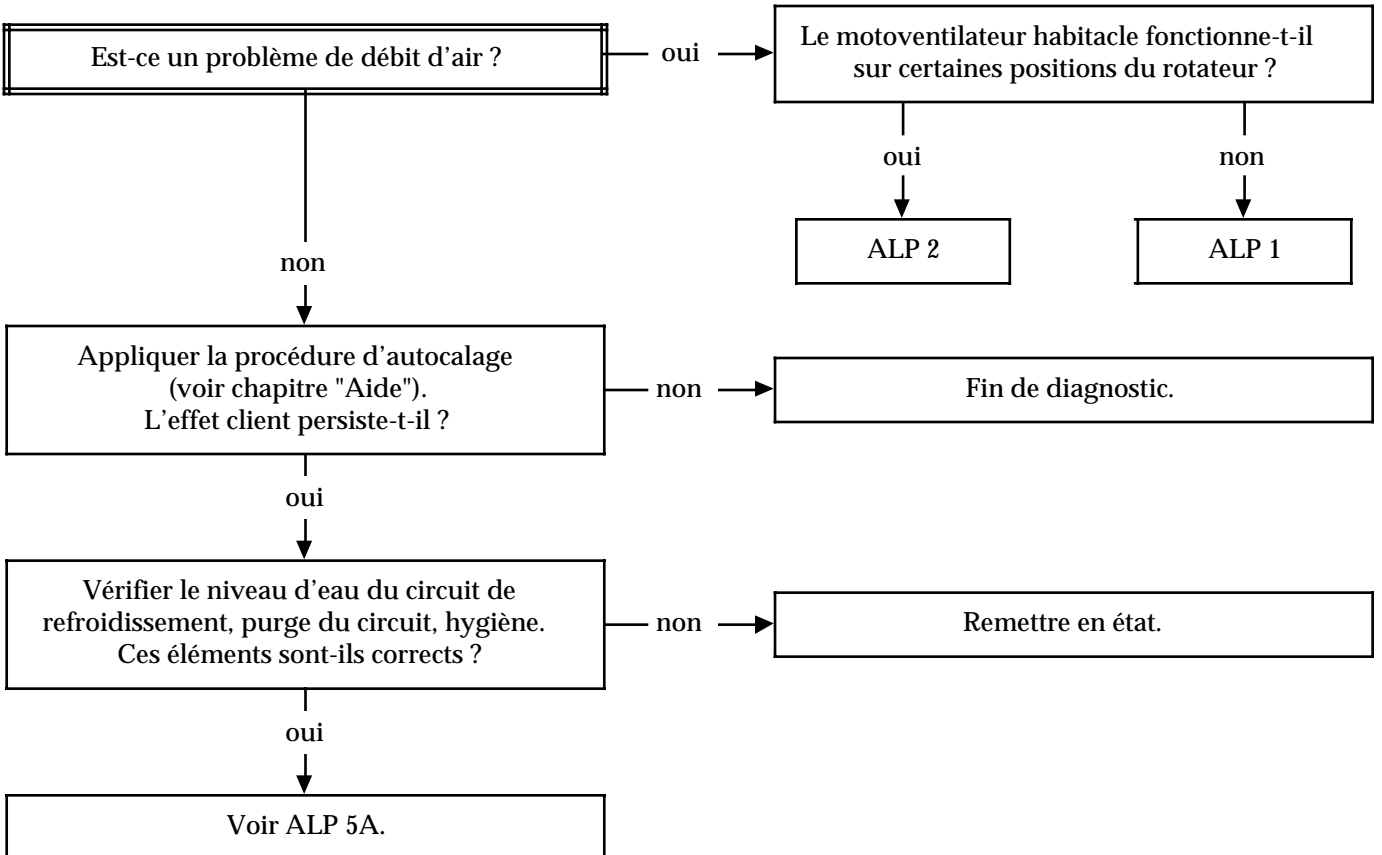 Est-ce un problème de débit d'air ?
oui
Le motoventilateur habitacle fonctionne-t-il
sur certaines positions du rotateur ?
oui
non
ALP 2
ALP 1
non
Appliquer la procédure d'autocalage
(voir chapitre "Aide").
L'effet client persiste-t-il ?
non
Fin de diagnostic.
oui
Vérifier le niveau d'eau du circuit de
refroidissement, purge du circuit, hygiène.
Ces éléments sont-ils corrects ?
non
Remettre en état.
oui
Voir ALP 5A.